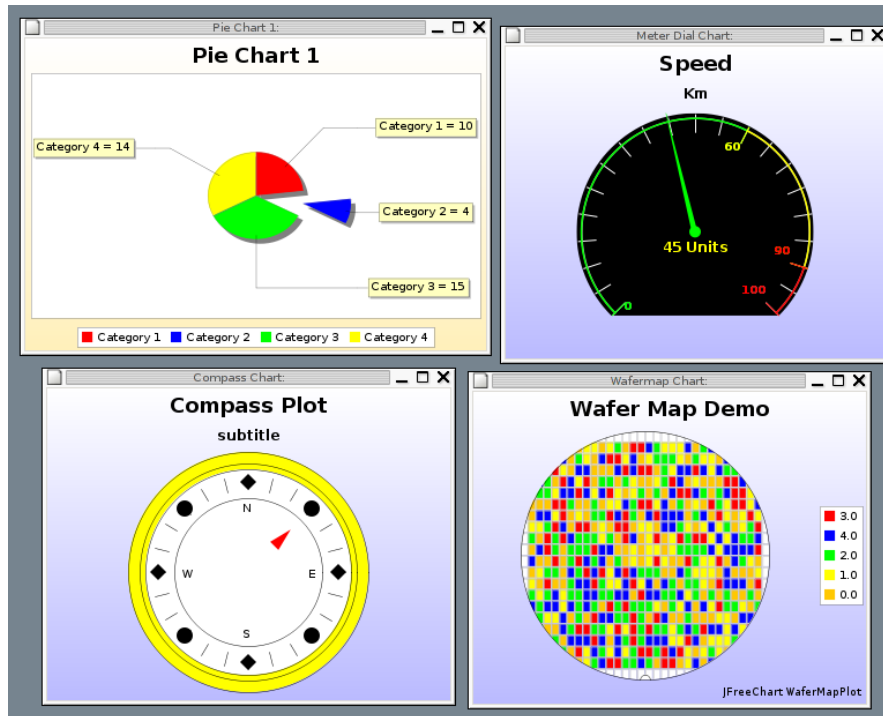 Pie Chart 1:
Pie Chart 1
Category 1 = 10
Category 4 = 14
Category 2 = 4
Category 3 = 15
Category 1 Category 2 Category 3 Category 4
Meter Dial Chart:
Speed
Km
60
45 Units
90
100
0
Compass Chart:
Compass Plot
subtitle
N
W
E
S
Wafermap Chart:
Wafer Map Demo
3.0
4.0
2.0
1.0
0.0
JFreeChart WaferMapPlot